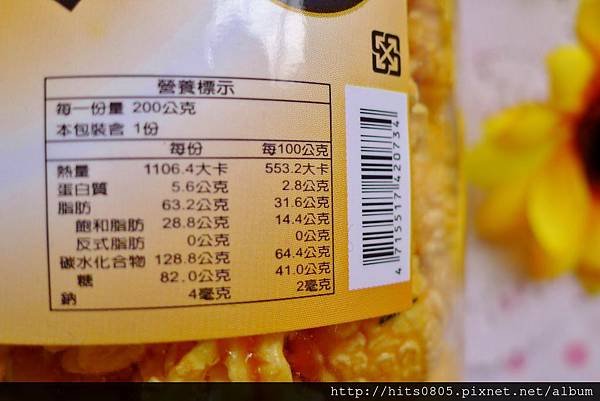 營養標示
每一份量 200公克
本包裝含 1份
每份 每100公克
熱量 1106.4大卡 553.2大卡
蛋白質 5.6公克 2.8公克
脂肪 63.2公克 31.6公克
飽和脂肪 28.8公克 14.4公克
反式脂肪 0公克 0公克
碳水化合物 128.8公克 64.4公克
糖 82.0公克 41.0公克
鈉 4毫克 2毫克
4715517420734
http://hits0805.pixnet.net/album